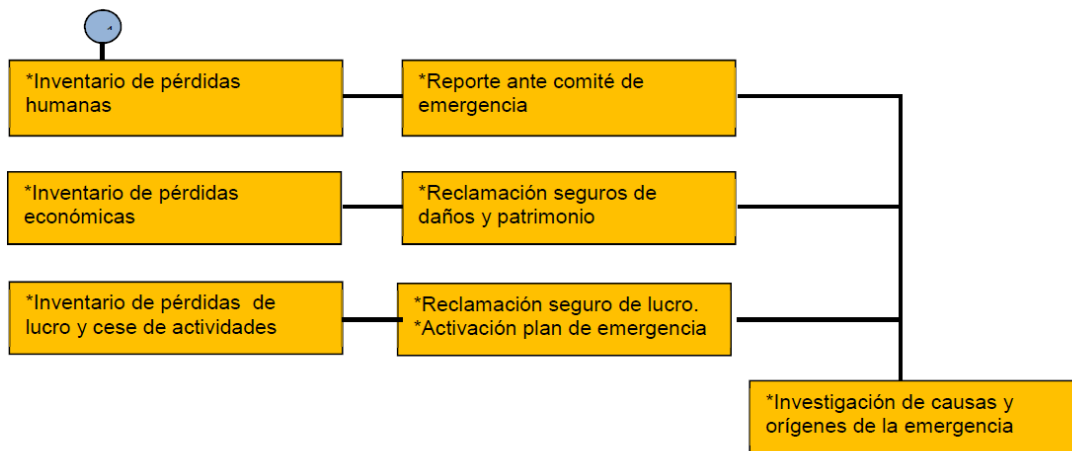 *Inventario de pérdidas
humanas
*Reporte ante comité de
emergencia
*Inventario de pérdidas
económicas
*Reclamación seguros de
daños y patrimonio
*Inventario de pérdidas de
lucro y cese de actividades
*Reclamación seguro de lucro.
*Activación plan de emergencia
*Investigación de causas y
orígenes de la emergencia